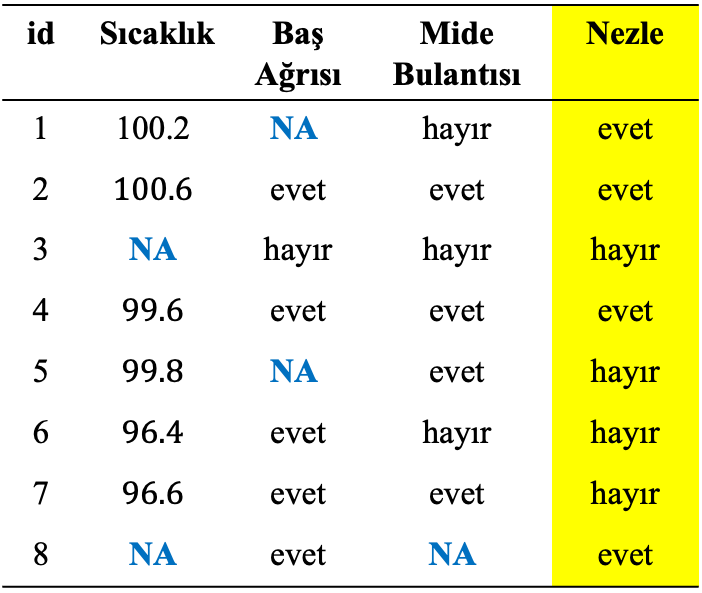 id Sıcaklık Baş Ağrısı Mide Bulantısı Nezle
1 100.2 NA hayır evet
2 100.6 evet evet evet
3 NA hayır hayır hayır
4 99.6 evet evet evet
5 99.8 NA evet hayır
6 96.4 evet hayır hayır
7 96.6 evet evet hayır
8 NA evet NA evet